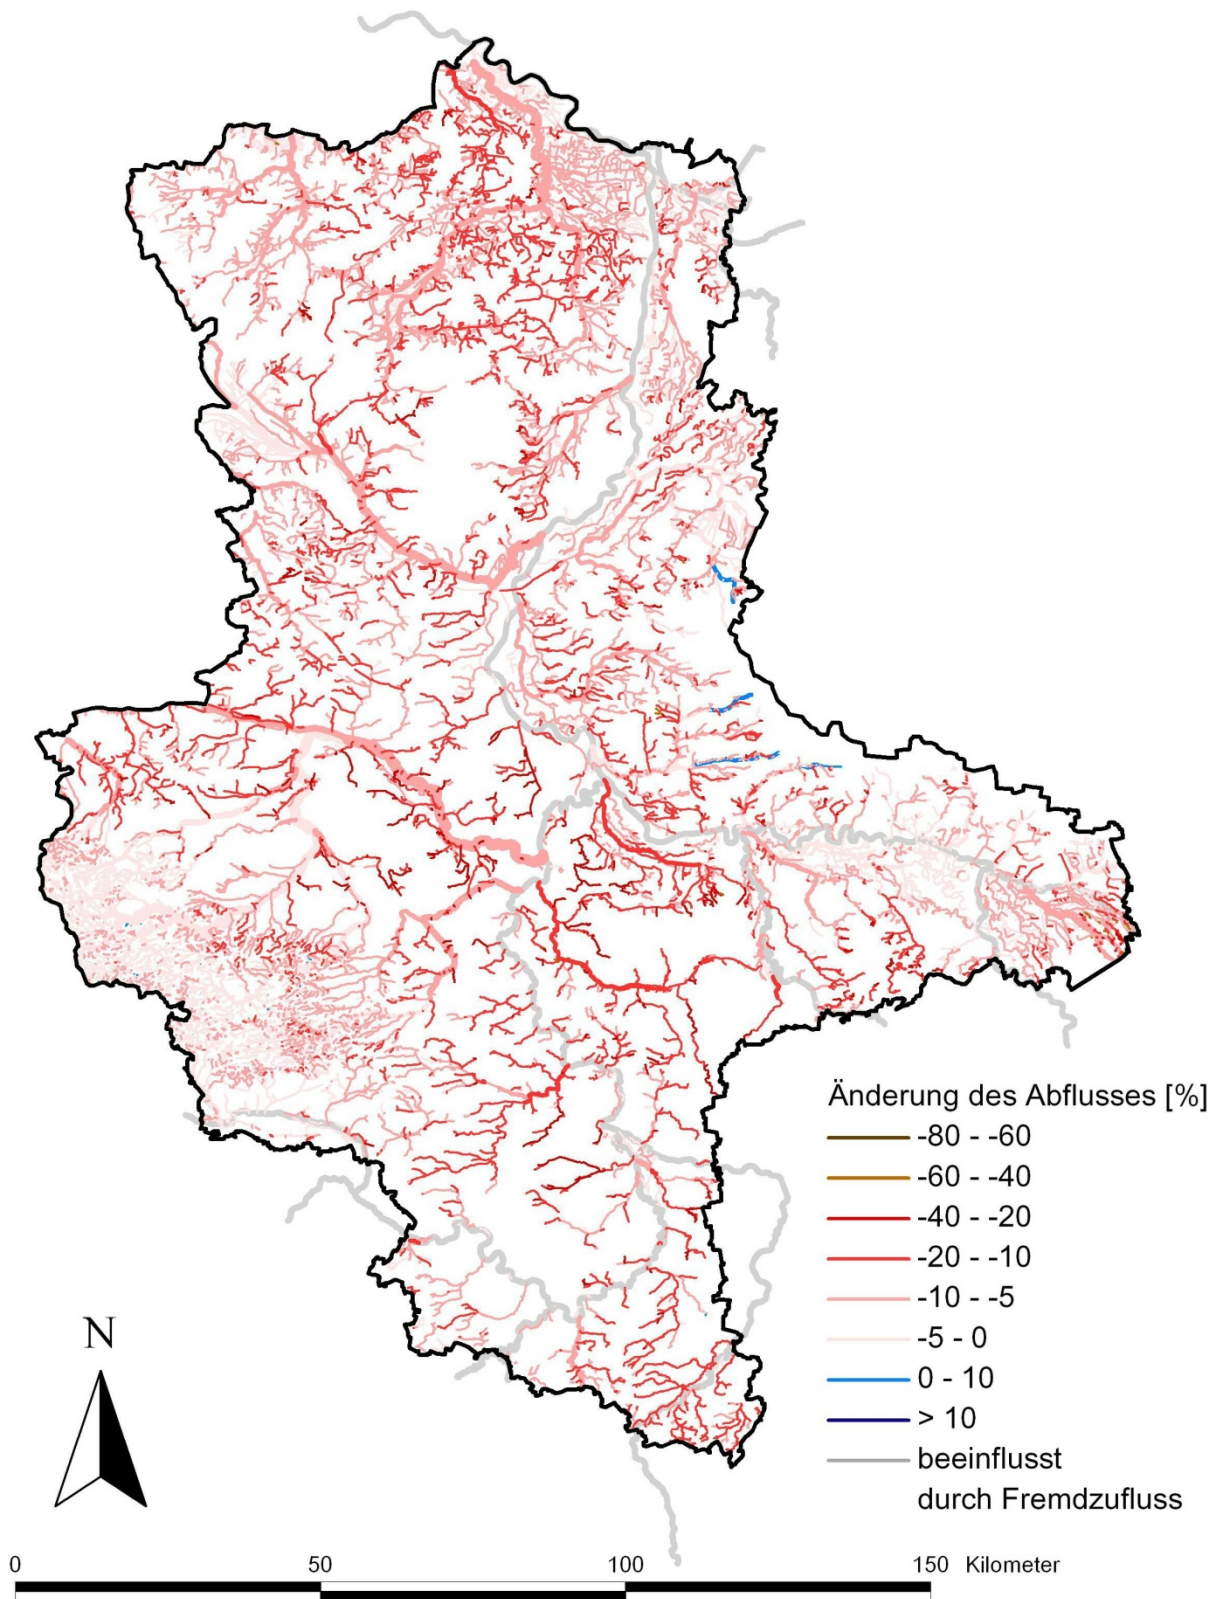 Änderung des Abflusses [%]
-80 - -60
-60 - -40
-40 - -20
-20 - -10
-10 - -5
-5 - 0
0 - 10
> 10
beeinflusst
durch Fremdzufluss
N
0 50 100 150 Kilometer